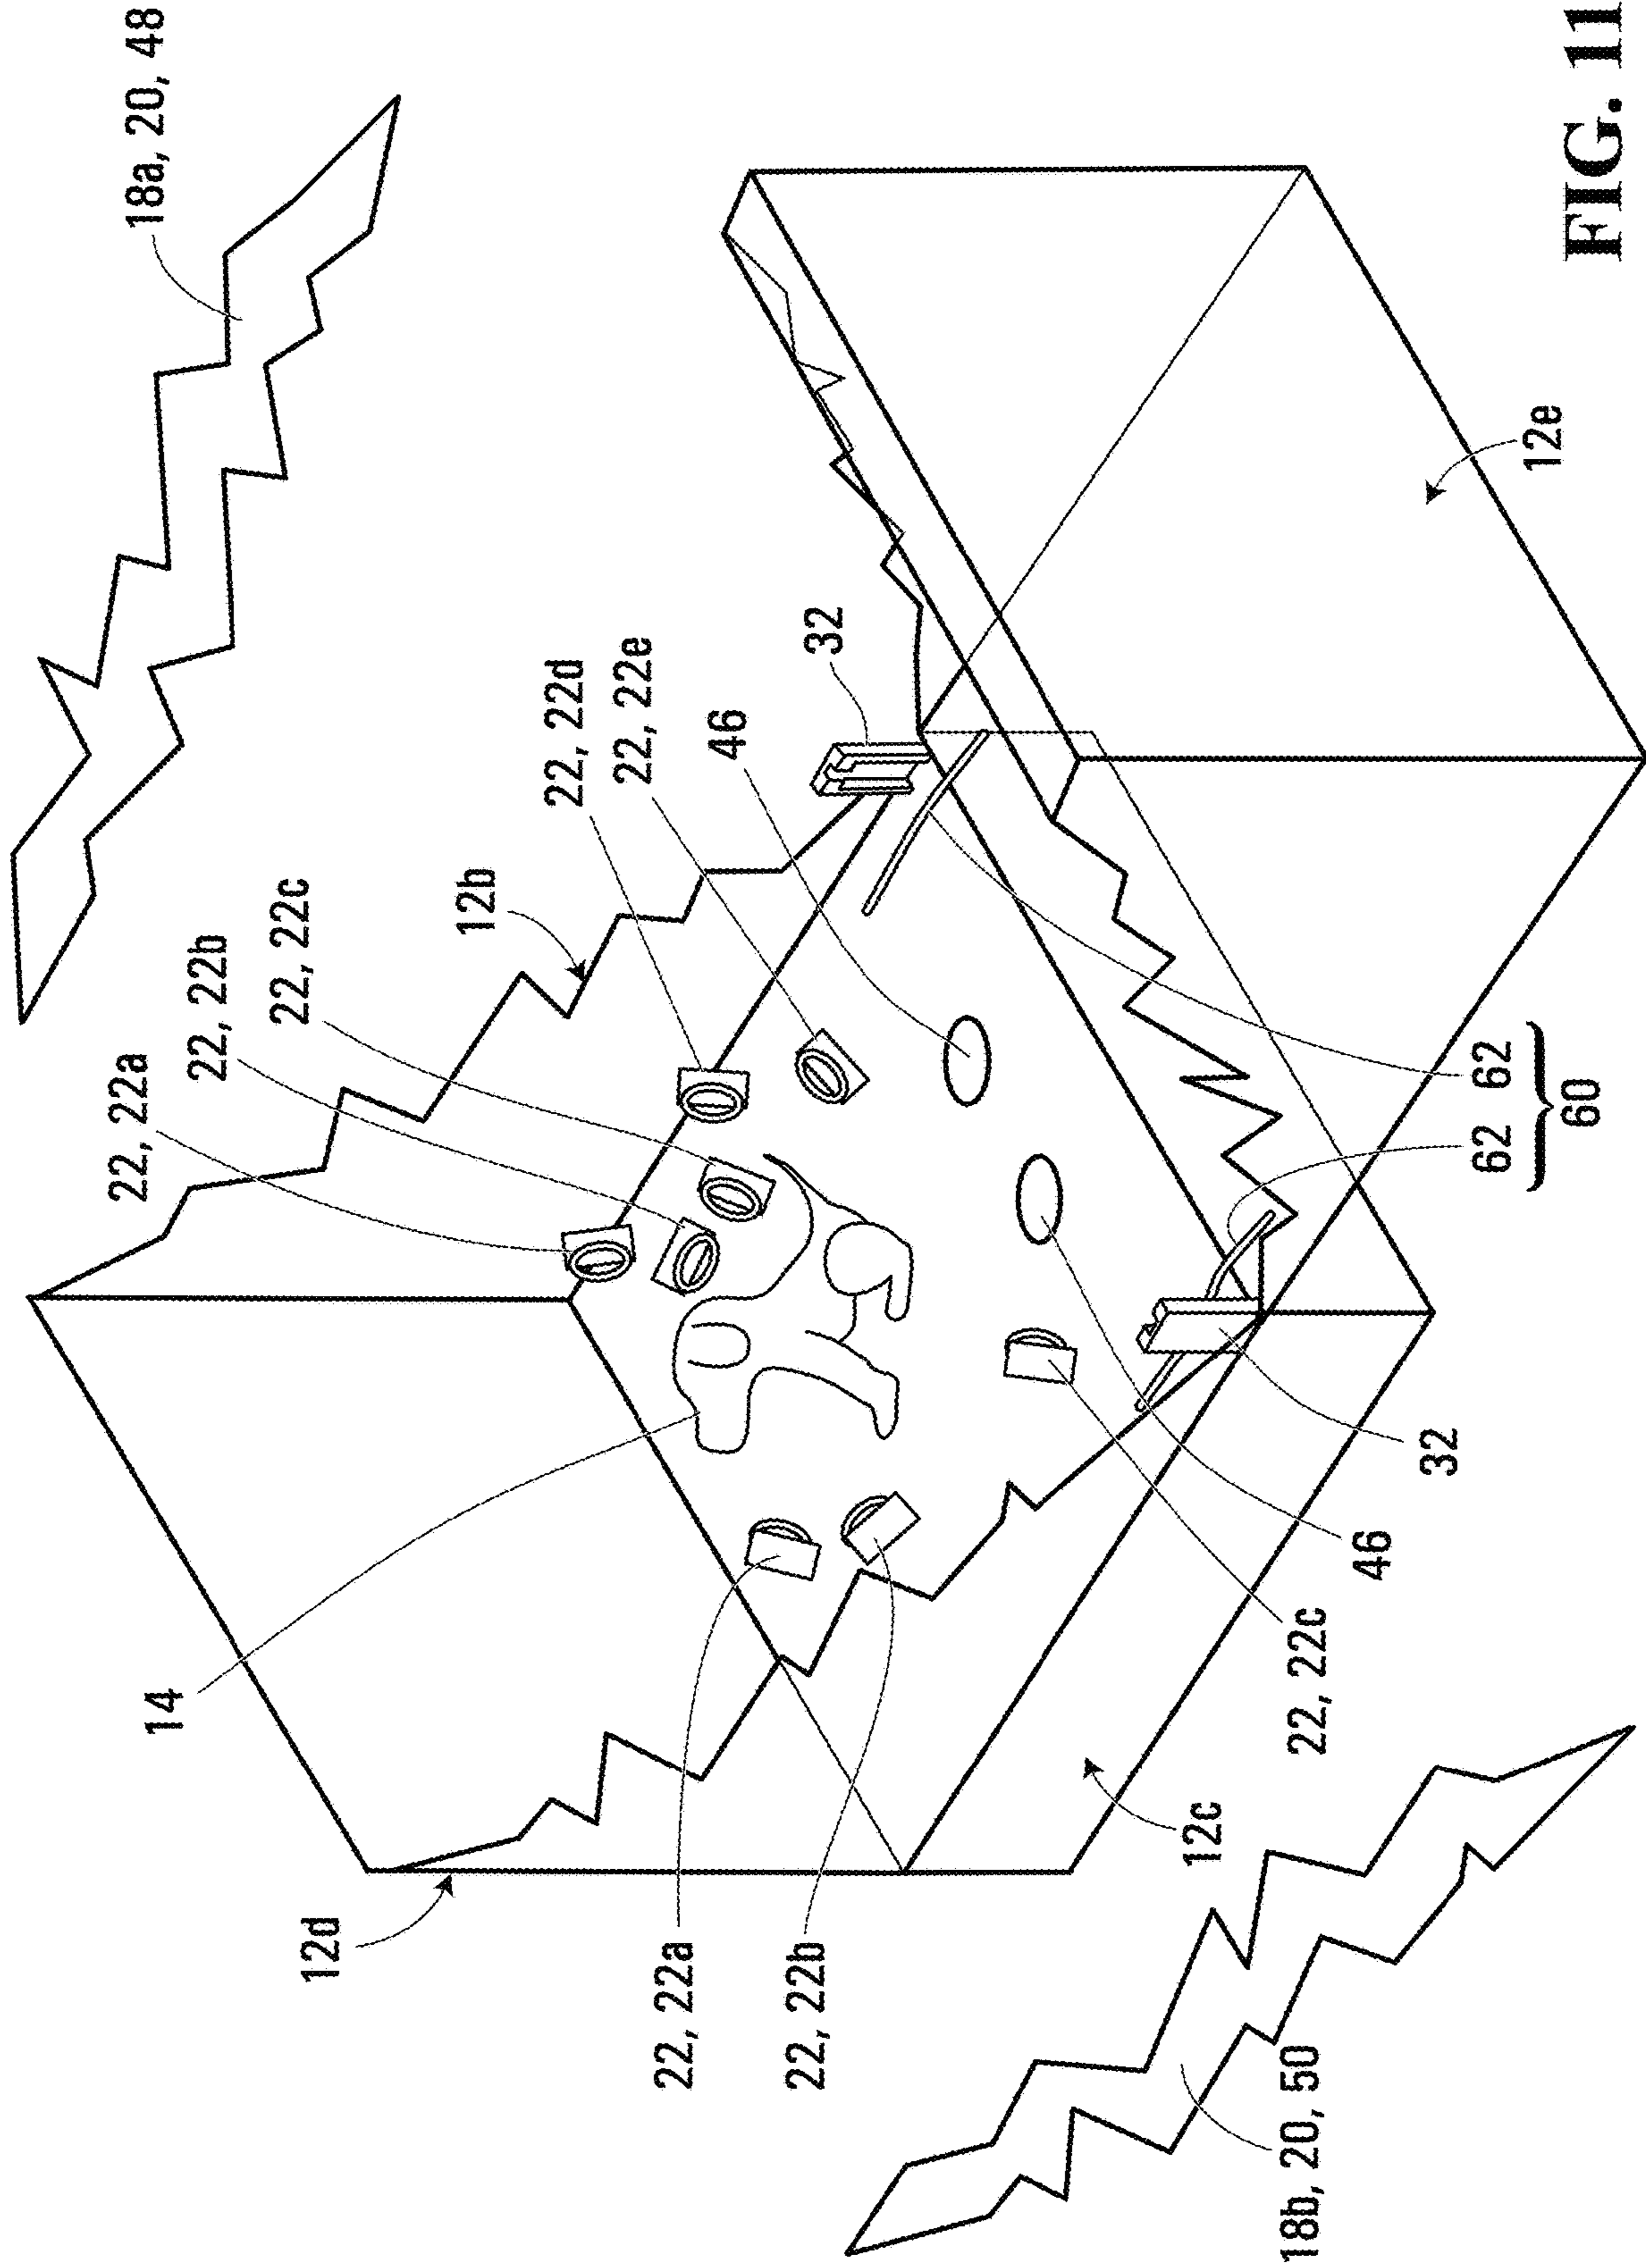 22, 22a
18a, 20, 48
14
22, 22b
22, 22c
12d
12b
22, 22d
22, 22e
22, 22a
46
22, 22b
32
12c
18b, 20, 50
22, 22c
46
32
62 62
12e
60
FIG. 11